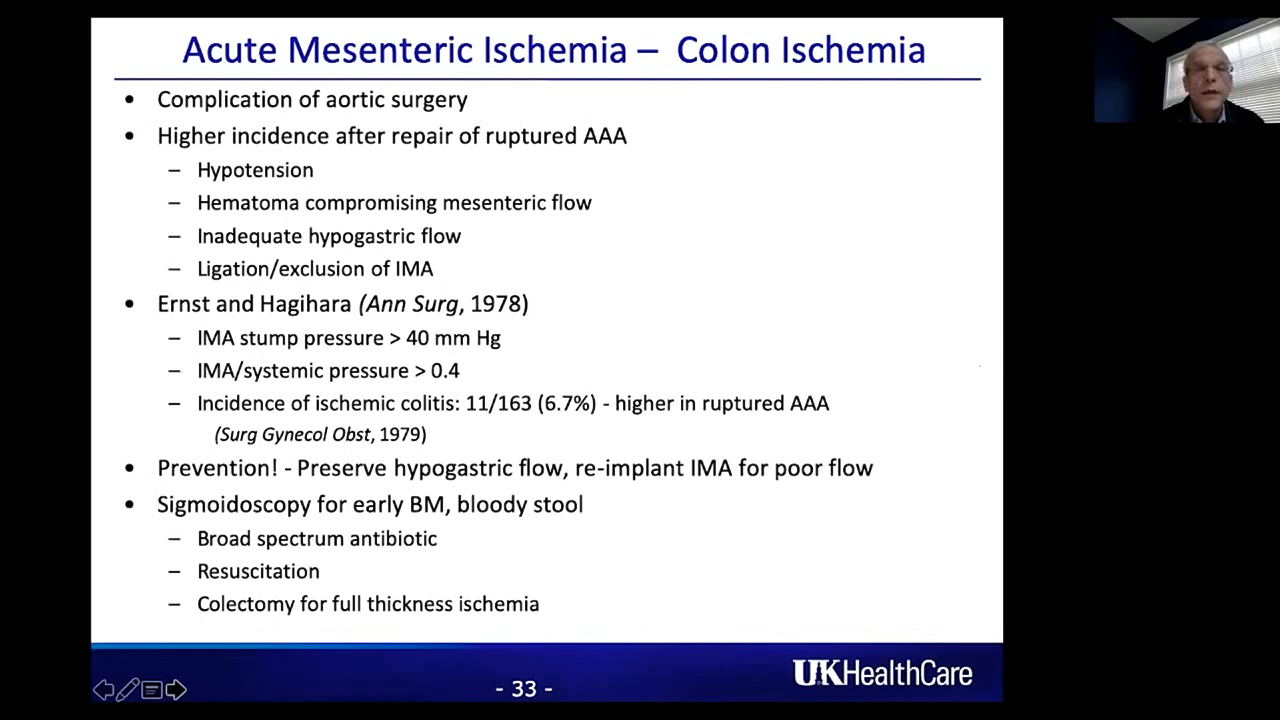 Acute Mesenteric Ischemia – Colon Ischemia
• Complication of aortic surgery
• Higher incidence after repair of ruptured AAA
– Hypotension
– Hematoma compromising mesenteric flow
– Inadequate hypogastric flow
– Ligation/exclusion of IMA
• Ernst and Hagihara (Ann Surg, 1978)
– IMA stump pressure > 40 mm Hg
– IMA/systemic pressure > 0.4
– Incidence of ischemic colitis: 11/163 (6.7%) - higher in ruptured AAA
(Surg Gynecol Obst, 1979)
• Prevention! - Preserve hypogastric flow, re-implant IMA for poor flow
• Sigmoidoscopy for early BM, bloody stool
– Broad spectrum antibiotic
– Resuscitation
– Colectomy for full thickness ischemia
- 33 -
UKHealthCare